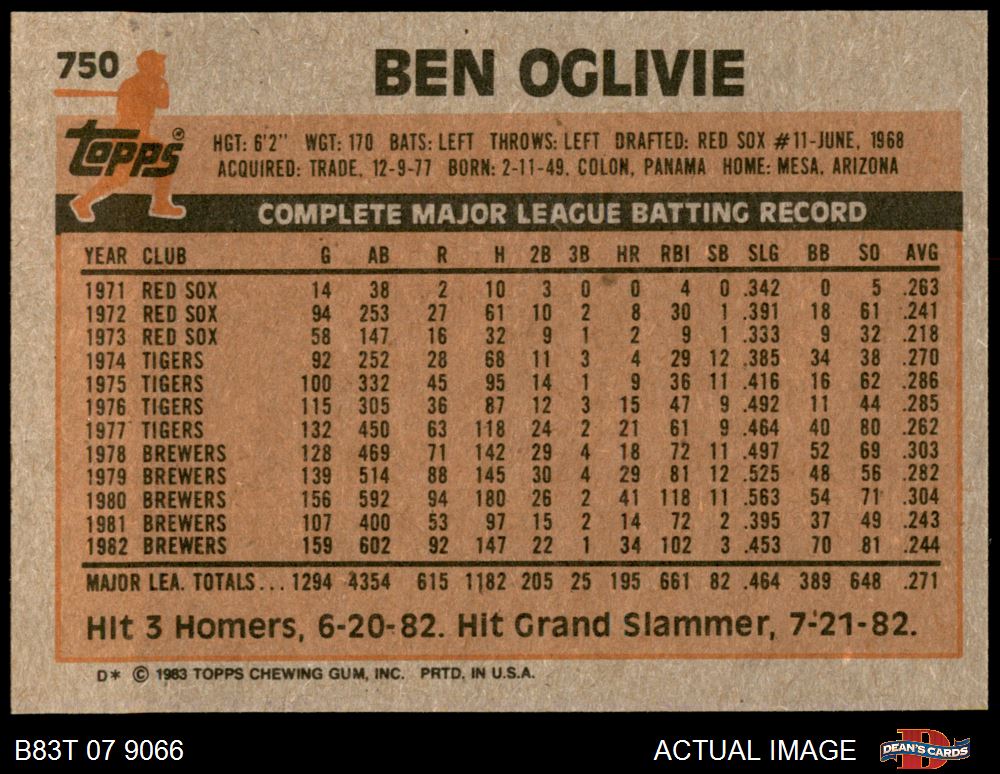 750
BEN OGLIVIE
Topps®
HGT: 6'2" WGT: 170 BATS: LEFT THROWS: LEFT DRAFTED: RED SOX #11-JUNE, 1968
ACQUIRED: TRADE, 12-9-77 BORN: 2-11-49, COLON, PANAMA HOME: MESA, ARIZONA
COMPLETE MAJOR LEAGUE BATTING RECORD
YEAR CLUB G AB R H 2B 3B HR RBI SB SLG BB SO AVG
1971 RED SOX 14 38 2 10 3 0 0 4 0 .342 0 5 .263
1972 RED SOX 94 253 27 61 10 2 8 30 1 .391 18 61 .241
1973 RED SOX 58 147 16 32 9 1 2 9 1 .333 9 32 .218
1974 TIGERS 92 252 28 68 11 3 4 29 12 .385 34 38 .270
1975 TIGERS 100 332 45 95 14 1 9 36 11 .416 16 62 .286
1976 TIGERS 115 305 36 87 12 3 15 47 9 .492 11 44 .285
1977 TIGERS 132 450 63 118 24 2 21 61 9 .464 40 80 .262
1978 BREWERS 128 469 71 142 29 4 18 72 11 .497 52 69 .303
1979 BREWERS 139 514 88 145 30 4 29 81 12 .525 48 56 .282
1980 BREWERS 156 592 94 180 26 2 41 118 11 .563 54 71 .304
1981 BREWERS 107 400 53 97 15 2 14 72 2 .395 37 49 .243
1982 BREWERS 159 602 92 147 22 1 34 102 3 .453 70 81 .244
MAJOR LEA. TOTALS... 1294 4354 615 1182 205 25 195 661 82 .464 389 648 .271
Hit 3 Homers, 6-20-82. Hit Grand Slammer, 7-21-82.
D* © 1983 TOPPS CHEWING GUM, INC. PRTD. IN U.S.A.
B83T 07 9066
ACTUAL IMAGE
DEAN'S CARDS